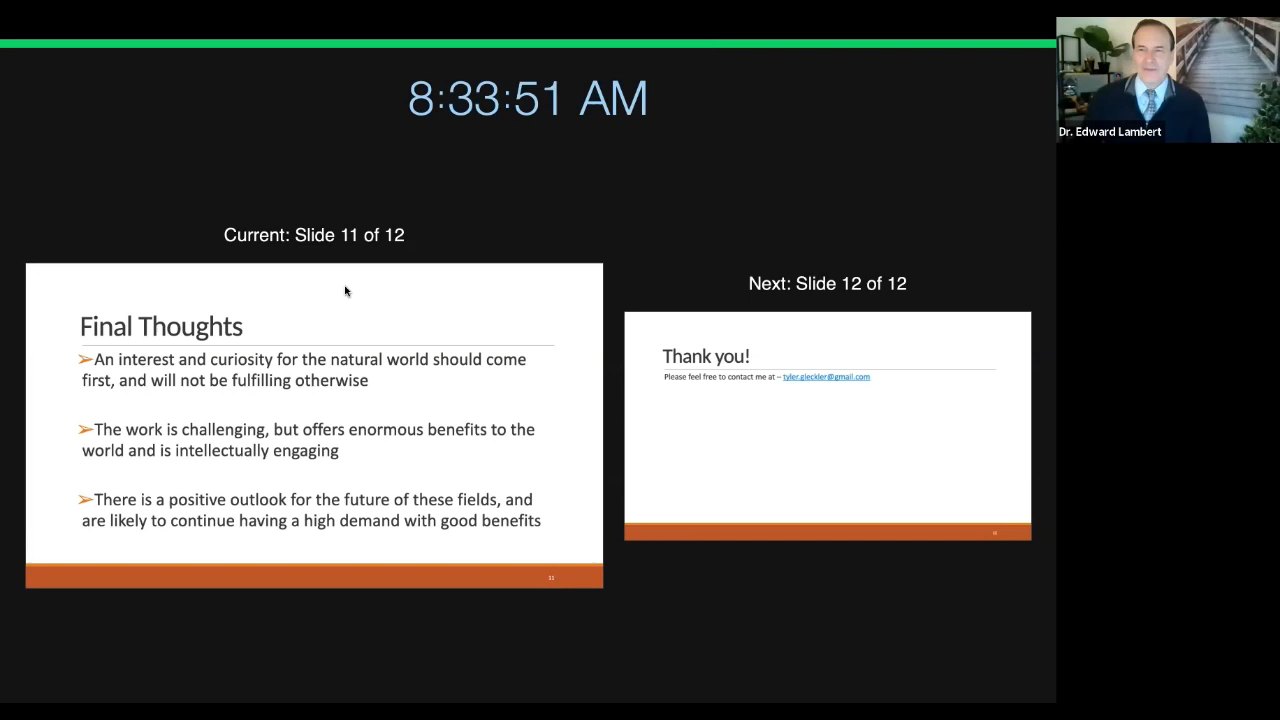 8:33:51 AM
Dr. Edward Lambert
Current: Slide 11 of 12
Next: Slide 12 of 12
Final Thoughts
➢An interest and curiosity for the natural world should come
first, and will not be fulfilling otherwise
➢The work is challenging, but offers enormous benefits to the
world and is intellectually engaging
➢There is a positive outlook for the future of these fields, and
are likely to continue having a high demand with good benefits
11
Thank you!
Please feel free to contact me at – tyler.gleckler@gmail.com